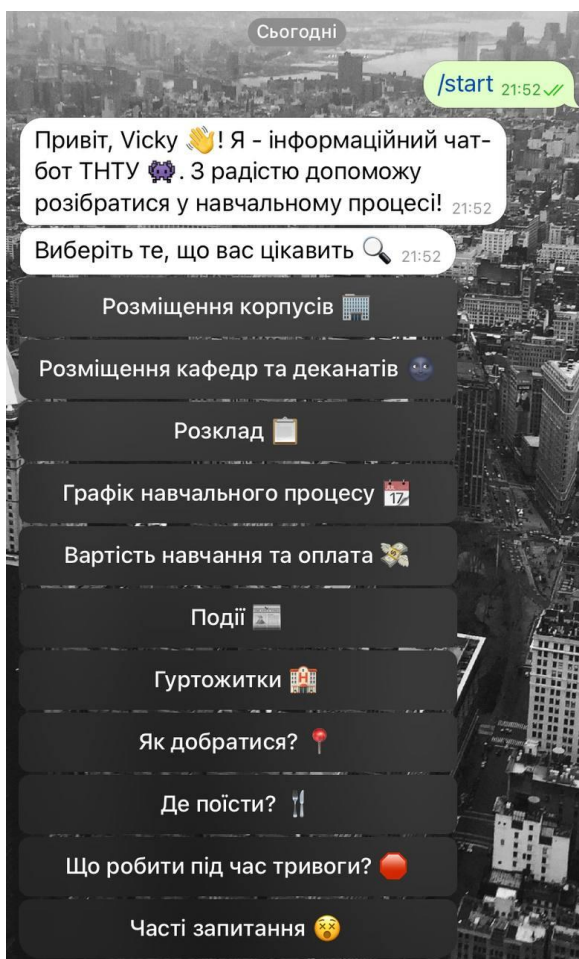 Сьогодні
/start 21:52
Привіт, Vicky 👋! Я - інформаційний чат-
бот ТНТУ 👾. З радістю допоможу
розібратися у навчальному процесі! 21:52
Виберіть те, що вас цікавить 🔍 21:52
Розміщення корпусів 🏢
Розміщення кафедр та деканатів 🌚
Розклад 📋
Графік навчального процесу 📆
Вартість навчання та оплата 💸
Події 📰
Гуртожитки 🏨
Як добратися? 📍
Де поїсти? 🍴
Що робити під час тривоги? 🛑
Часті запитання 😵